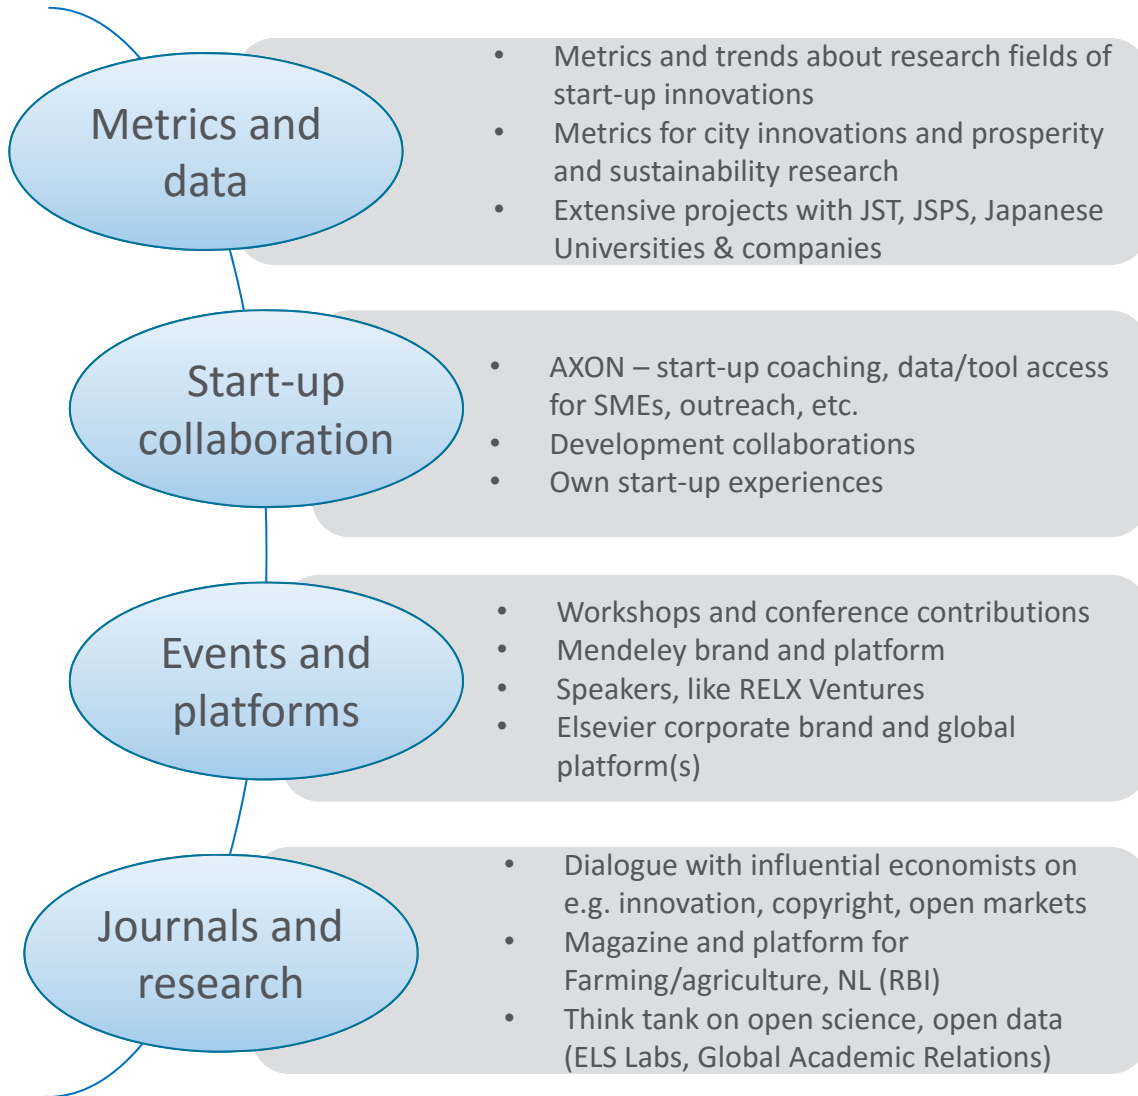 Metrics and
data
• Metrics and trends about research fields of
start-up innovations
• Metrics for city innovations and prosperity
and sustainability research
• Extensive projects with JST, JSPS, Japanese
Universities & companies
Start-up
collaboration
• AXON – start-up coaching, data/tool access
for SMEs, outreach, etc.
• Development collaborations
• Own start-up experiences
Events and
platforms
• Workshops and conference contributions
• Mendeley brand and platform
• Speakers, like RELX Ventures
• Elsevier corporate brand and global
platform(s)
Journals and
research
• Dialogue with influential economists on
e.g. innovation, copyright, open markets
• Magazine and platform for
Farming/agriculture, NL (RBI)
• Think tank on open science, open data
(ELS Labs, Global Academic Relations)